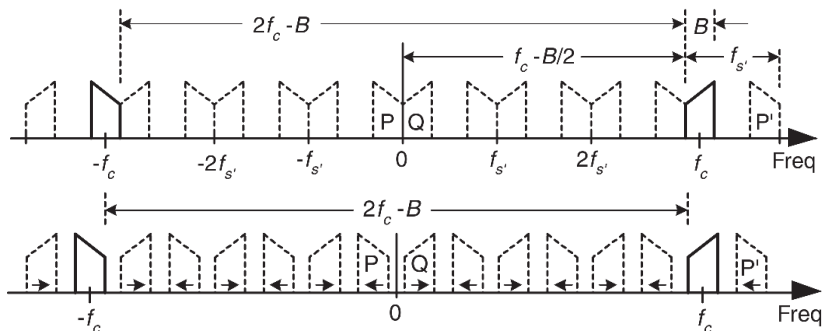 2f_c - B
B
f_c - B/2
f_s'
P
Q
P'
-f_c
-2f_s'
-f_s'
0
f_s'
2f_s'
f_c
Freq
2f_c - B
P
Q
P'
-f_c
0
f_c
Freq